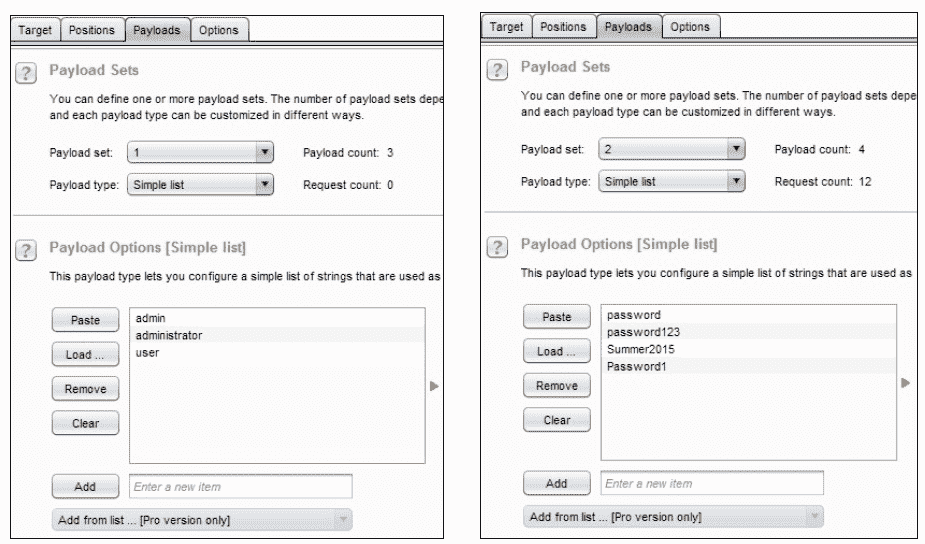 Target Positions Payloads Options
? Payload Sets
You can define one or more payload sets. The number of payload sets depe
and each payload type can be customized in different ways.
Payload set: 1 Payload count: 3
Payload type: Simple list Request count: 0
? Payload Options [Simple list]
This payload type lets you configure a simple list of strings that are used as
Paste
Load ...
Remove
Clear
admin
administrator
user
Add Enter a new item
Add from list ... [Pro version only]
Target Positions Payloads Options
? Payload Sets
You can define one or more payload sets. The number of payload sets depe
and each payload type can be customized in different ways.
Payload set: 2 Payload count: 4
Payload type: Simple list Request count: 12
? Payload Options [Simple list]
This payload type lets you configure a simple list of strings that are used as
Paste
Load ...
Remove
Clear
password
password123
Summer2015
Password1
Add Enter a new item
Add from list ... [Pro version only]